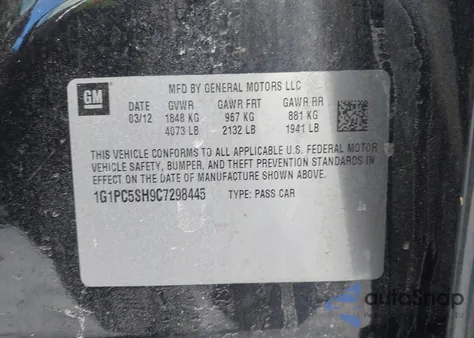 GM
MFD BY GENERAL MOTORS LLC
03/12 GVWR GAWR FRT GAWR RR
1848 KG 967 KG 881 KG
4073 LB 2132 LB 1941 LB
THIS VEHICLE CONFORMS TO ALL APPLICABLE U.S. FEDERAL MOTOR
VEHICLE SAFETY, BUMPER, AND THEFT PREVENTION STANDARDS IN
EFFECT ON THE DATE OF MANUFACTURE SHOWN ABOVE.
1G1PC5SH9C7298445 TYPE: PASS CAR
autoSnap